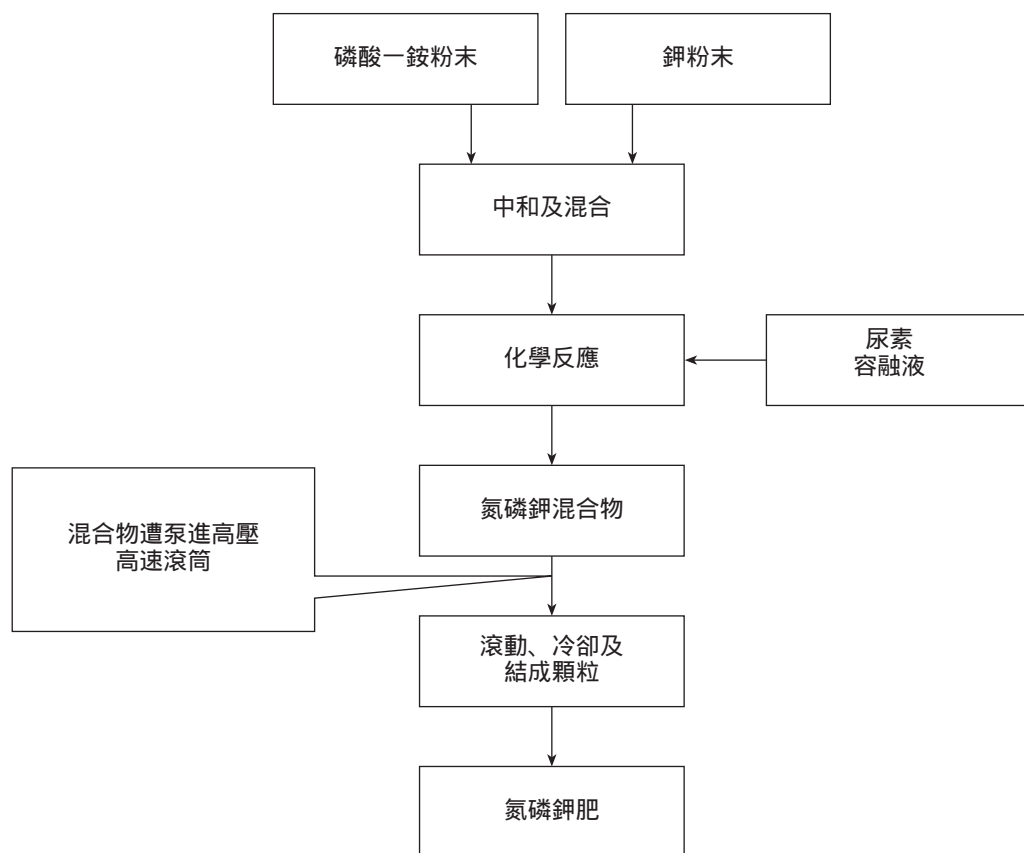 磷酸一銨粉末
鉀粉末
中和及混合
化學反應
尿素
容融液
氮磷鉀混合物
混合物遭泵進高壓
高速滾筒
滾動、冷卻及
結成顆粒
氮磷鉀肥